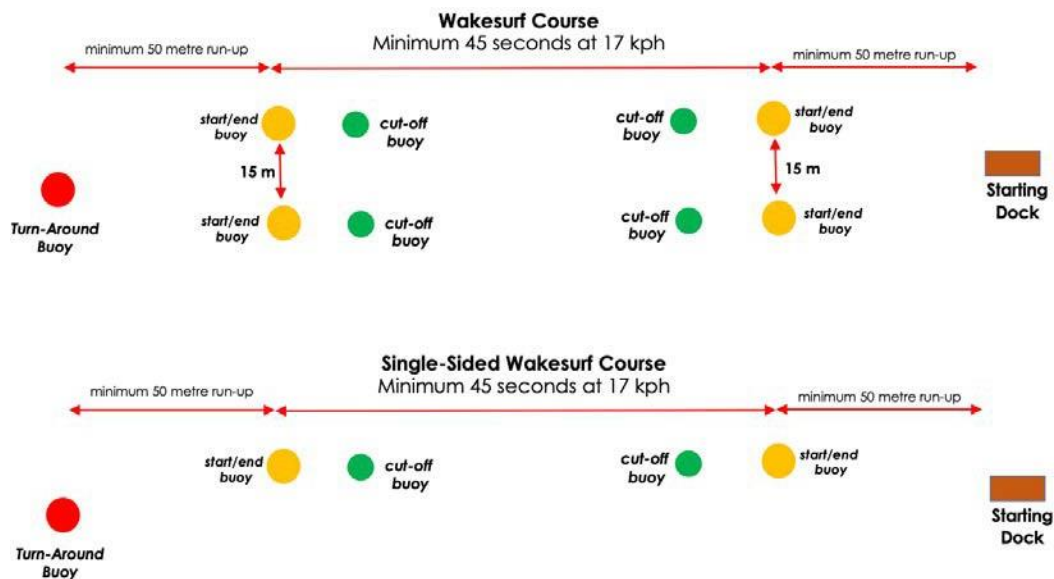 Wakesurf Course
Minimum 45 seconds at 17 kph
minimum 50 metre run-up
minimum 50 metre run-up
start/end
buoy
cut-off
buoy
cut-off
buoy
start/end
buoy
15 m
15 m
Turn-Around
Buoy
start/end
buoy
cut-off
buoy
cut-off
buoy
start/end
buoy
Starting
Dock
Single-Sided Wakesurf Course
Minimum 45 seconds at 17 kph
minimum 50 metre run-up
minimum 50 metre run-up
start/end
buoy
cut-off
buoy
cut-off
buoy
start/end
buoy
Turn-Around
Buoy
Starting
Dock